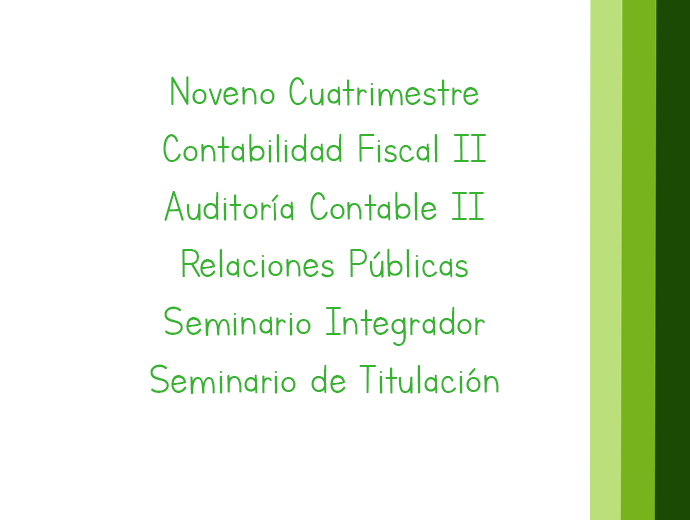 Noveno Cuatrimestre
Contabilidad Fiscal II
Auditoría Contable II
Relaciones Públicas
Seminario Integrador
Seminario de Titulación